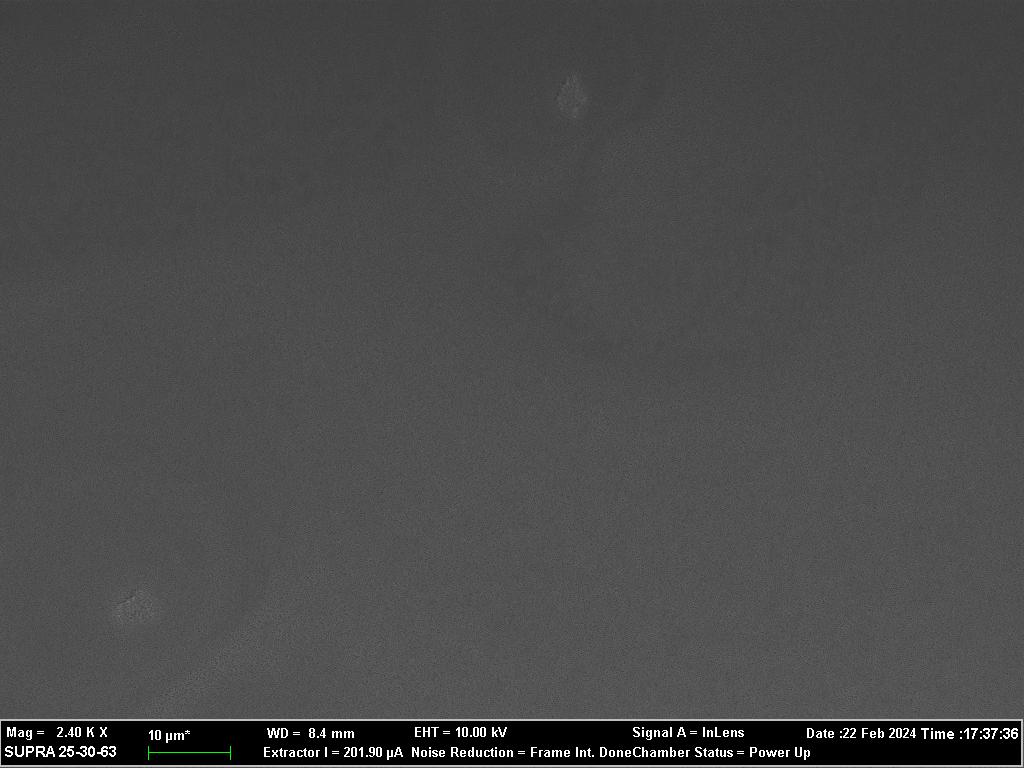 Mag = 2.40 K X 10 µm* WD = 8.4 mm EHT = 10.00 kV Signal A = InLens Date :22 Feb 2024 Time :17:37:36
SUPRA 25-30-63 Extractor I = 201.90 µA Noise Reduction = Frame Int. DoneChamber Status = Power Up